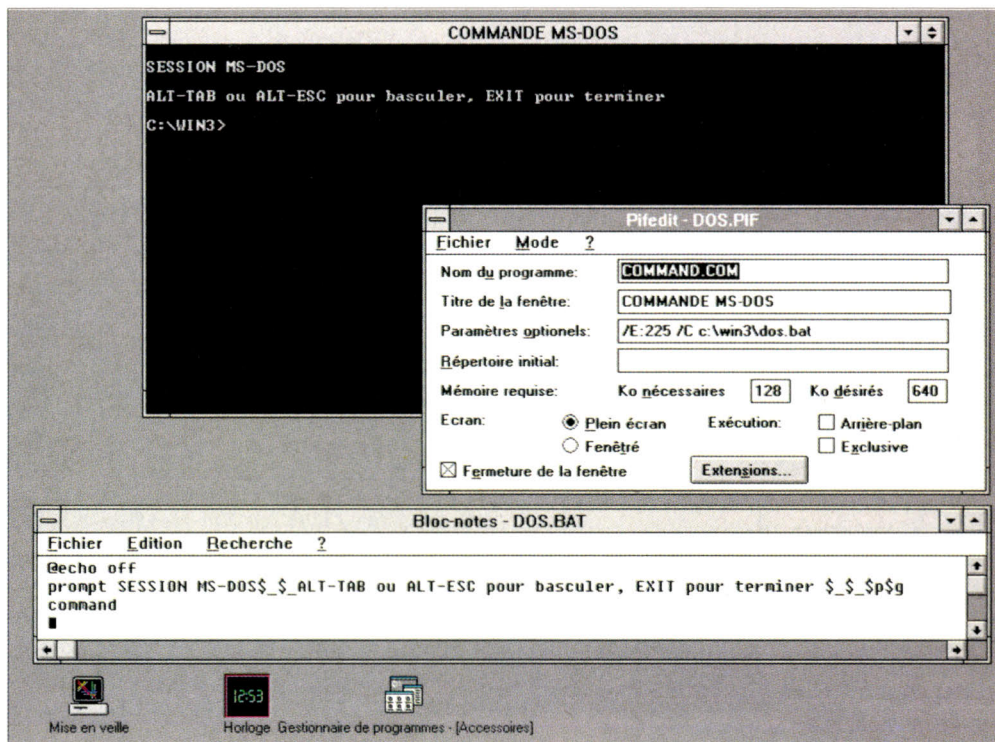 COMMANDE MS-DOS
SESSION MS-DOS
ALT-TAB ou ALT-ESC pour basculer, EXIT pour terminer
C:\WIN3>
Pifedit - DOS.PIF
Fichier Mode ?
Nom du programme: COMMAND.COM
Titre de la fenêtre: COMMANDE MS-DOS
Paramètres optionels: /E:225 /C c:\win3\dos.bat
Répertoire initial:
Mémoire requise: Ko nécessaires 128 Ko désirés 640
Ecran: Plein écran Exécution: Arrière-plan
Fenêtré Exclusive
Fermeture de la fenêtre Extensions...
Bloc-notes - DOS.BAT
Fichier Edition Recherche ?
@echo off
prompt SESSION MS-DOS$_$_ALT-TAB ou ALT-ESC pour basculer, EXIT pour terminer $_$_$p$g
command
12:53
Mise en veille Horloge Gestionnaire de programmes - [Accessoires]